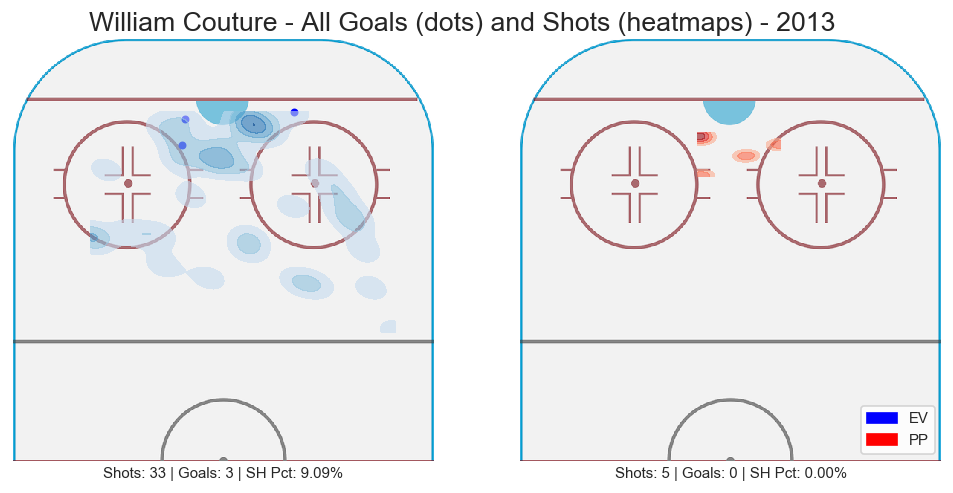 William Couture - All Goals (dots) and Shots (heatmaps) - 2013
EV
PP
Shots: 33 | Goals: 3 | SH Pct: 9.09%
Shots: 5 | Goals: 0 | SH Pct: 0.00%